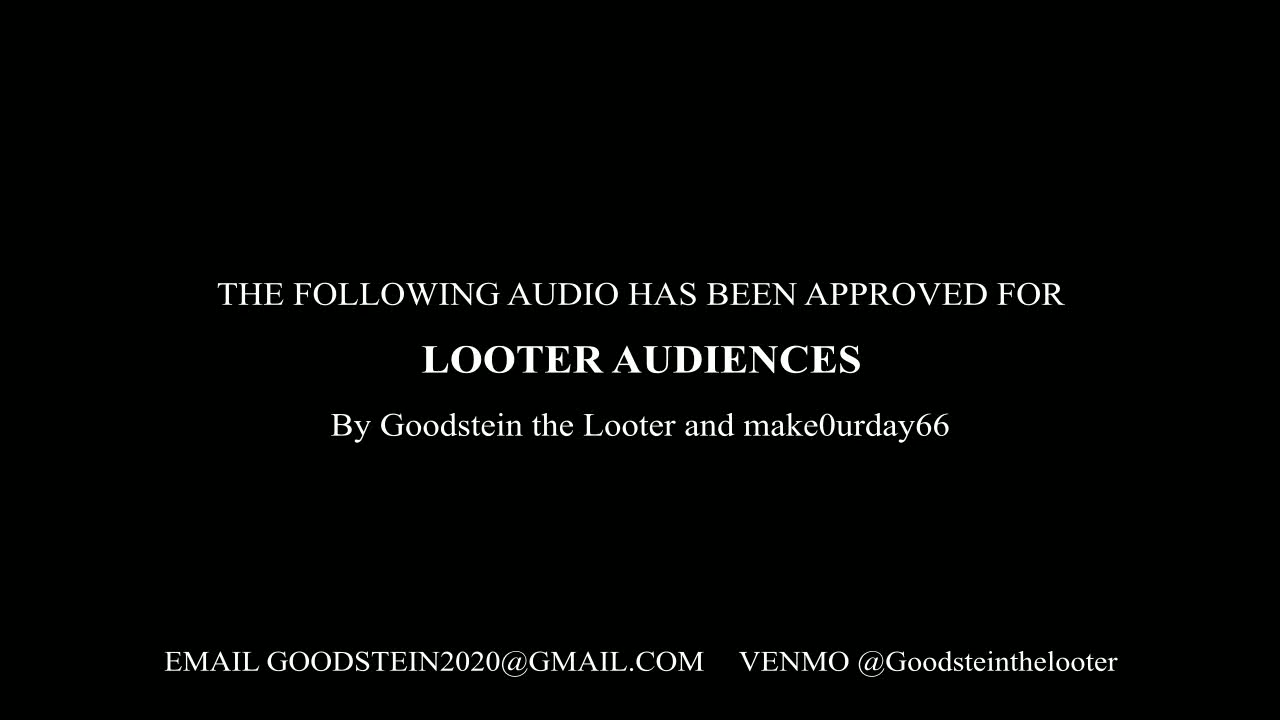 THE FOLLOWING AUDIO HAS BEEN APPROVED FOR
LOOTER AUDIENCES
By Goodstein the Looter and make0urday66
EMAIL GOODSTEIN2020@GMAIL.COM VENMO @Goodsteinthelooter